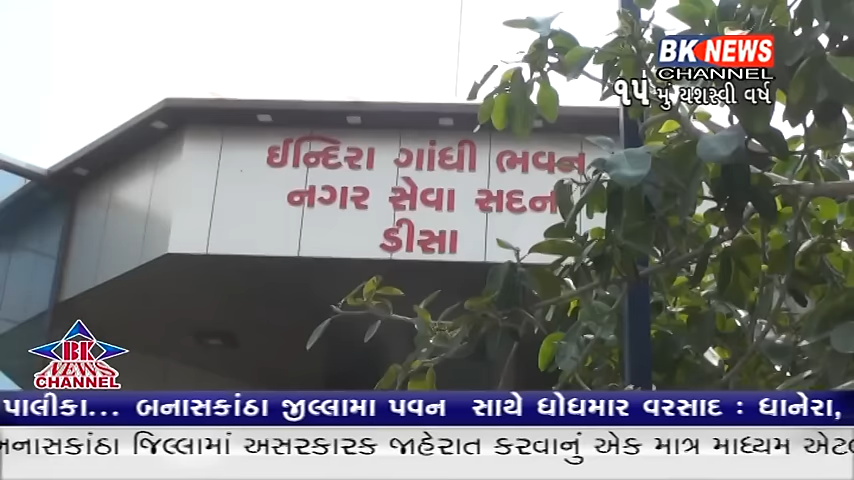 BK NEWS
CHANNEL
૧૫ મું યશસ્વી વર્ષ
ઈન્દિરા ગાંધી ભવન
નગર સેવા સદન
ડીસા
BK
NEWS
CHANNEL
પાલીકા... બનાસકાંઠા જીલ્લામા પવન સાથે ધોધમાર વરસાદ : ધાનેરા,
બનાસકાંઠા જિલ્લામાં અસરકારક જાહેરાત કરવાનું એક માત્ર માધ્યમ